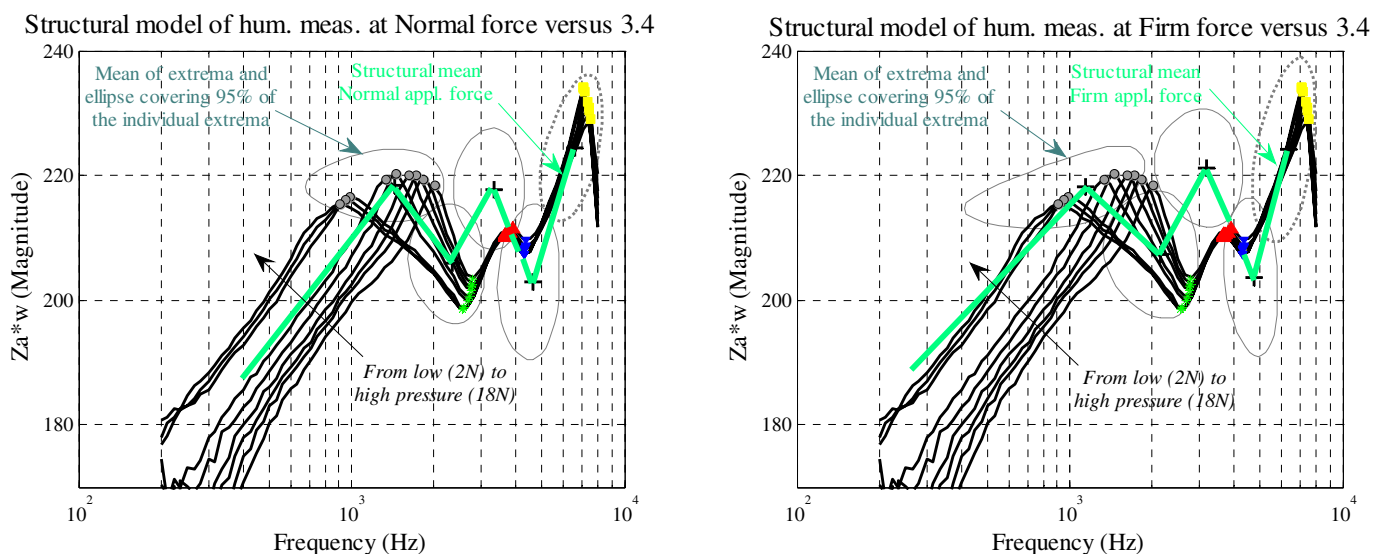 Structural model of hum. meas. at Normal force versus 3.4
240
220
200
180
Za*w (Magnitude)
Mean of extrema and
ellipse covering 95% of
the individual extrema
Structural mean
Normal appl. force
From low (2N) to
high pressure (18N)
10^2
10^3
10^4
Frequency (Hz)
Structural model of hum. meas. at Firm force versus 3.4
240
220
200
180
Za*w (Magnitude)
Mean of extrema and
ellipse covering 95% of
the individual extrema
Structural mean
Firm appl. force
From low (2N) to
high pressure (18N)
10^2
10^3
10^4
Frequency (Hz)